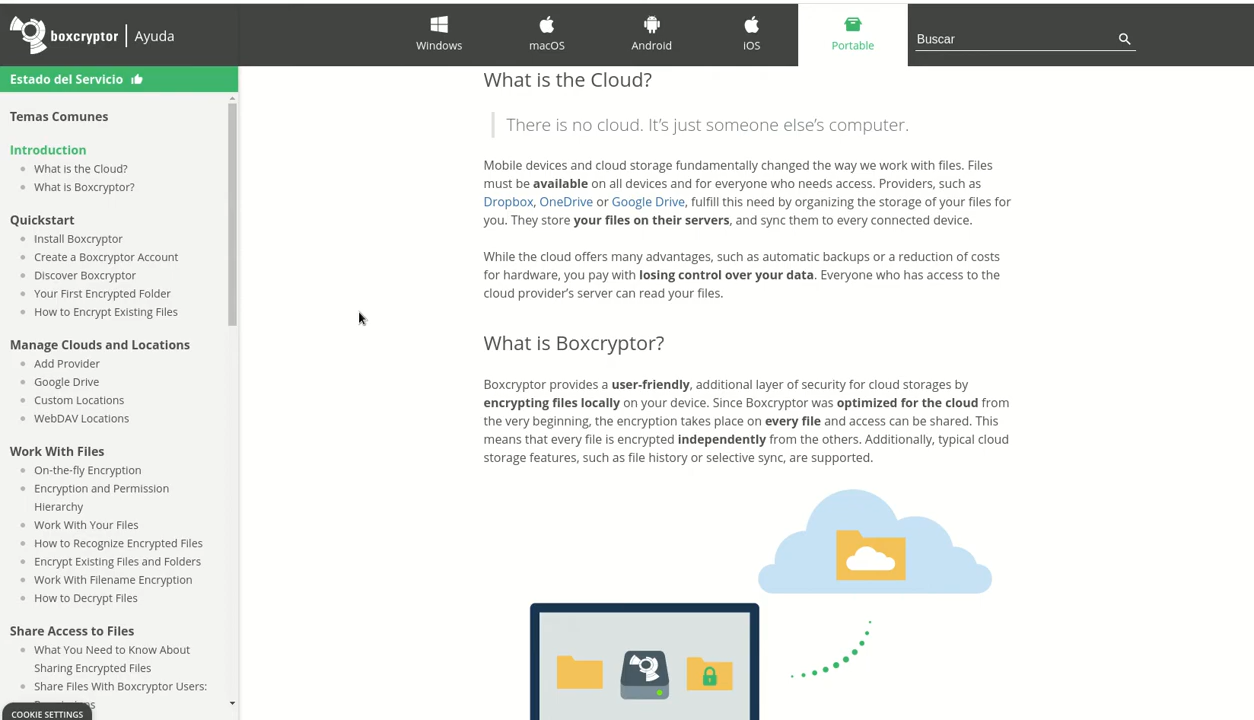 boxcryptor | Ayuda
Windows
macOS
Android
iOS
Portable
Buscar
Estado del Servicio
Temas Comunes
Introduction
What is the Cloud?
What is Boxcryptor?
Quickstart
Install Boxcryptor
Create a Boxcryptor Account
Discover Boxcryptor
Your First Encrypted Folder
How to Encrypt Existing Files
Manage Clouds and Locations
Add Provider
Google Drive
Custom Locations
WebDAV Locations
Work With Files
On-the-fly Encryption
Encryption and Permission
Hierarchy
Work With Your Files
How to Recognize Encrypted Files
Encrypt Existing Files and Folders
Work With Filename Encryption
How to Decrypt Files
Share Access to Files
What You Need to Know About
Sharing Encrypted Files
Share Files With Boxcryptor Users:
COOKIE SETTINGS
What is the Cloud?
There is no cloud. It’s just someone else’s computer.
Mobile devices and cloud storage fundamentally changed the way we work with files. Files
must be available on all devices and for everyone who needs access. Providers, such as
Dropbox, OneDrive or Google Drive, fulfill this need by organizing the storage of your files for
you. They store your files on their servers, and sync them to every connected device.
While the cloud offers many advantages, such as automatic backups or a reduction of costs
for hardware, you pay with losing control over your data. Everyone who has access to the
cloud provider’s server can read your files.
What is Boxcryptor?
Boxcryptor provides a user-friendly, additional layer of security for cloud storages by
encrypting files locally on your device. Since Boxcryptor was optimized for the cloud from
the very beginning, the encryption takes place on every file and access can be shared. This
means that every file is encrypted independently from the others. Additionally, typical cloud
storage features, such as file history or selective sync, are supported.